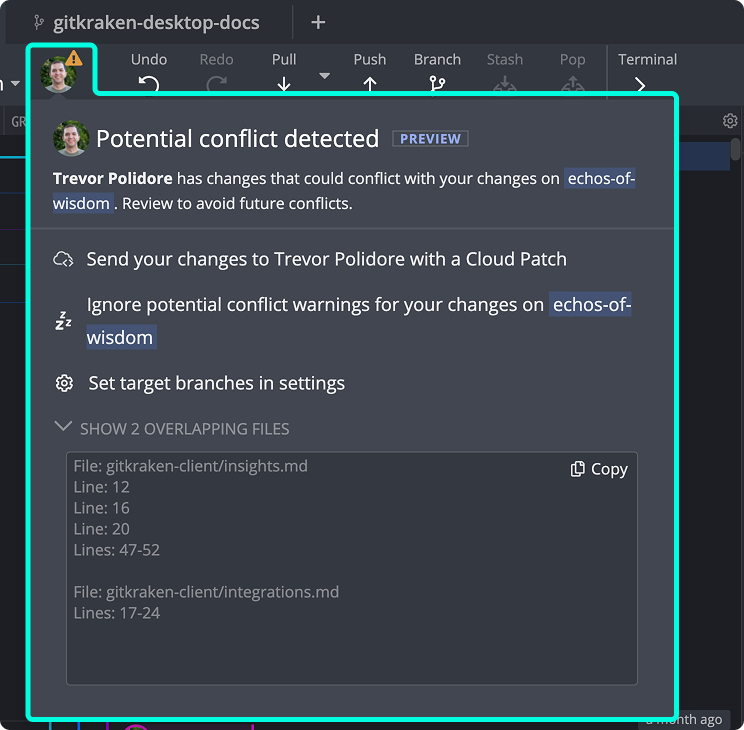 gitkraken-desktop-docs
Undo Redo Pull Push Branch Stash Pop Terminal
GR
Potential conflict detected PREVIEW
Trevor Polidore has changes that could conflict with your changes on echos-of-
wisdom . Review to avoid future conflicts.
Send your changes to Trevor Polidore with a Cloud Patch
Ignore potential conflict warnings for your changes on echos-of-
wisdom
Set target branches in settings
SHOW 2 OVERLAPPING FILES
File: gitkraken-client/insights.md
Copy
Line: 12
Line: 16
Line: 20
Lines: 47-52
File: gitkraken-client/integrations.md
Lines: 17-24
a month ago